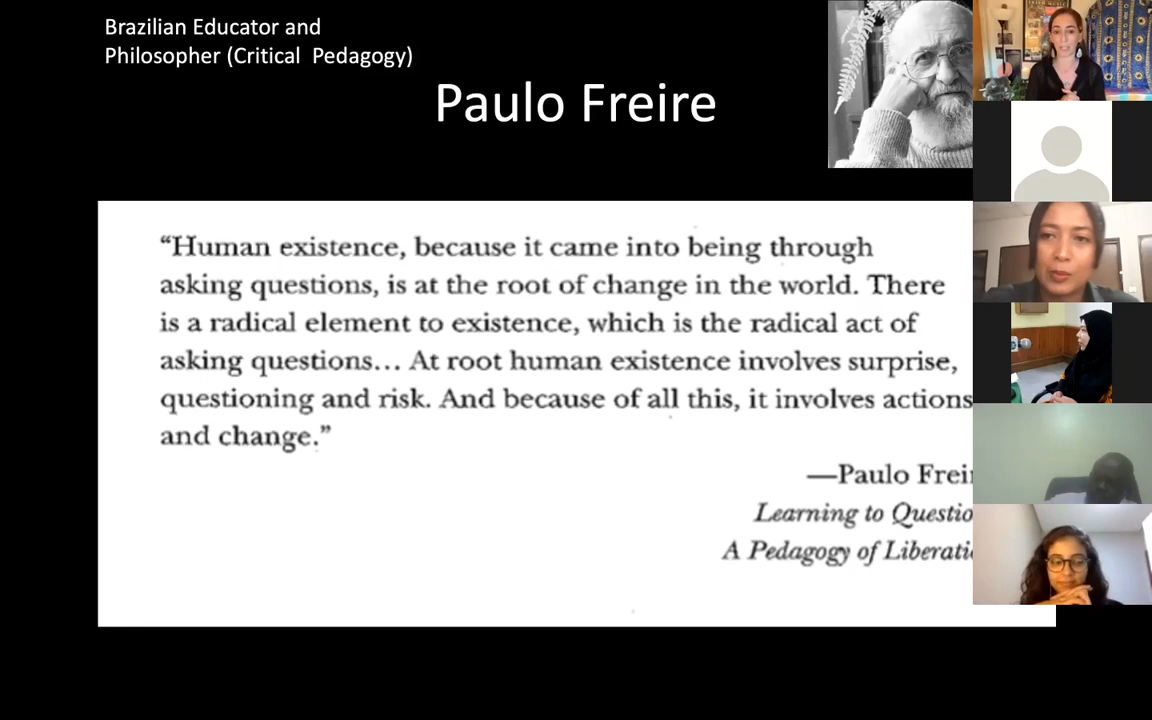 Brazilian Educator and
Philosopher (Critical Pedagogy)
Paulo Freire
“Human existence, because it came into being through
asking questions, is at the root of change in the world. There
is a radical element to existence, which is the radical act of
asking questions... At root human existence involves surprise,
questioning and risk. And because of all this, it involves actions
and change.”
—Paulo Frei
Learning to Questio
A Pedagogy of Liberati